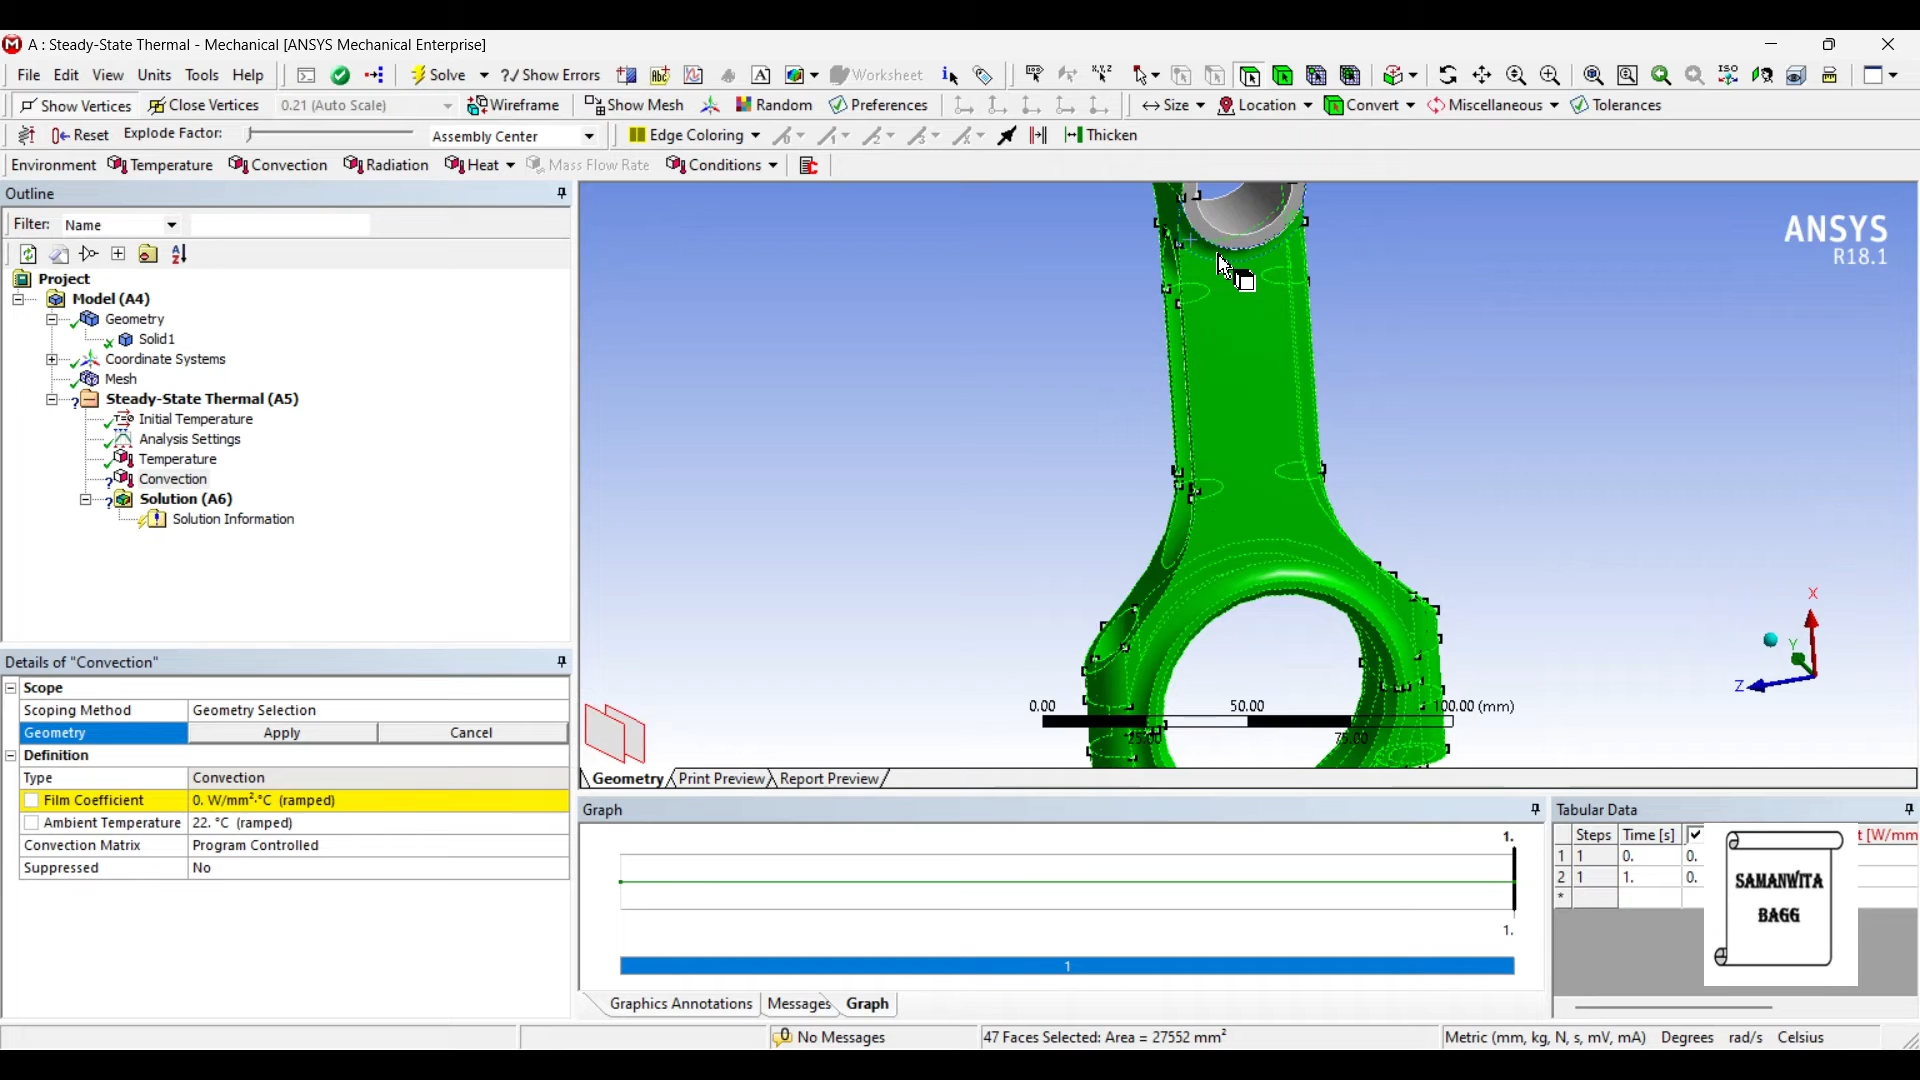 A : Steady-State Thermal - Mechanical [ANSYS Mechanical Enterprise]
File Edit View Units Tools Help Solve ?/ Show Errors Worksheet
Show Vertices Close Vertices 0.21 (Auto Scale) Wireframe Show Mesh Random Preferences Size Location Convert Miscellaneous Tolerances
Reset Explode Factor: Assembly Center Edge Coloring Thicken
Environment Temperature Convection Radiation Heat Mass Flow Rate Conditions
Outline
Filter: Name
Project
Model (A4)
Geometry
Solid1
Coordinate Systems
Mesh
Steady-State Thermal (A5)
Initial Temperature
Analysis Settings
Temperature
Convection
Solution (A6)
Solution Information
ANSYS
R18.1
X
Y
Z
0.00 50.00 100.00 (mm)
25.00 75.00
Details of "Convection"
Scope
Scoping Method Geometry Selection
Geometry Apply Cancel
Definition
Type Convection
Film Coefficient 0. W/mm²·°C (ramped)
Ambient Temperature 22. °C (ramped)
Convection Matrix Program Controlled
Suppressed No
Geometry Print Preview Report Preview
Graph
1.
1.
1
Graphics Annotations Messages Graph
Tabular Data
Steps Time [s] t [W/mm
1 1 0. 0.
2 1 1. 0.
*
SAMANWITA
BAGG
No Messages 47 Faces Selected: Area = 27552 mm² Metric (mm, kg, N, s, mV, mA) Degrees rad/s Celsius